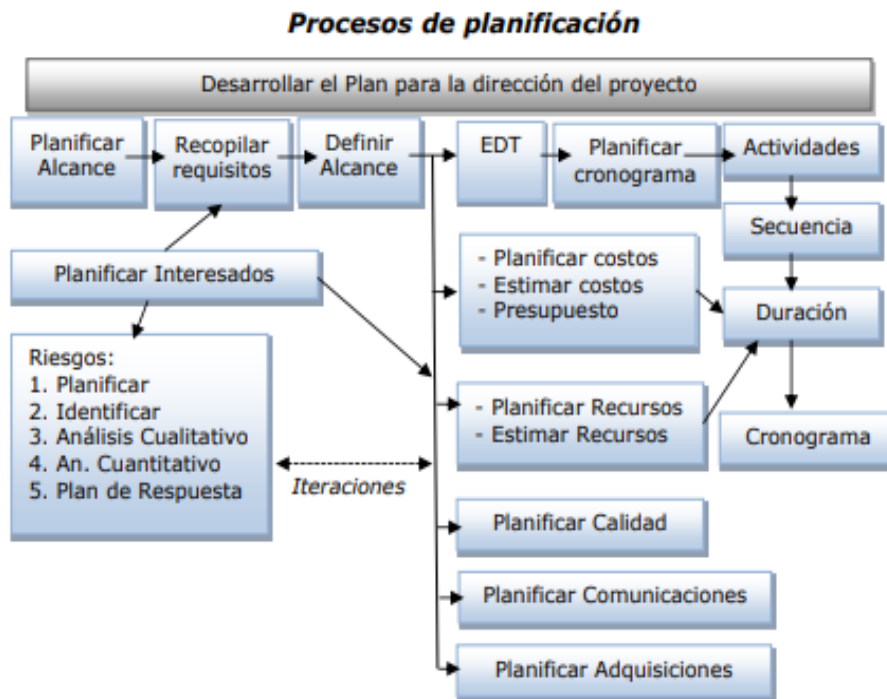 Procesos de planificación
Desarrollar el Plan para la dirección del proyecto
Planificar
Alcance
Recopilar
requisitos
Definir
Alcance
EDT
Planificar
cronograma
Actividades
Secuencia
Planificar Interesados
- Planificar costos
- Estimar costos
- Presupuesto
Duración
Riesgos:
1. Planificar
2. Identificar
3. Análisis Cualitativo
4. An. Cuantitativo
5. Plan de Respuesta
Iteraciones
- Planificar Recursos
- Estimar Recursos
Cronograma
Planificar Calidad
Planificar Comunicaciones
Planificar Adquisiciones